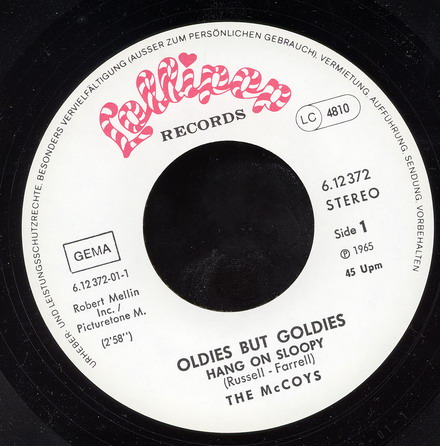 URHEBER- UND LEISTUNGSSCHUTZRECHTE, BESONDERS VERVIELFÄLTIGUNG (AUSSER ZUM PERSÖNLICHEN GEBRAUCH), VERMIETUNG, AUFFÜHRUNG, SENDUNG, VORBEHALTEN
Lollipop
RECORDS
LC 4810
6.12 372
STEREO
Side 1
℗ 1965
45 Upm
GEMA
6.12 372-01-1
Robert Mellin
Inc. /
Picturetone M.
(2'58")
OLDIES BUT GOLDIES
HANG ON SLOOPY
(Russell - Farrell)
THE McCOYS